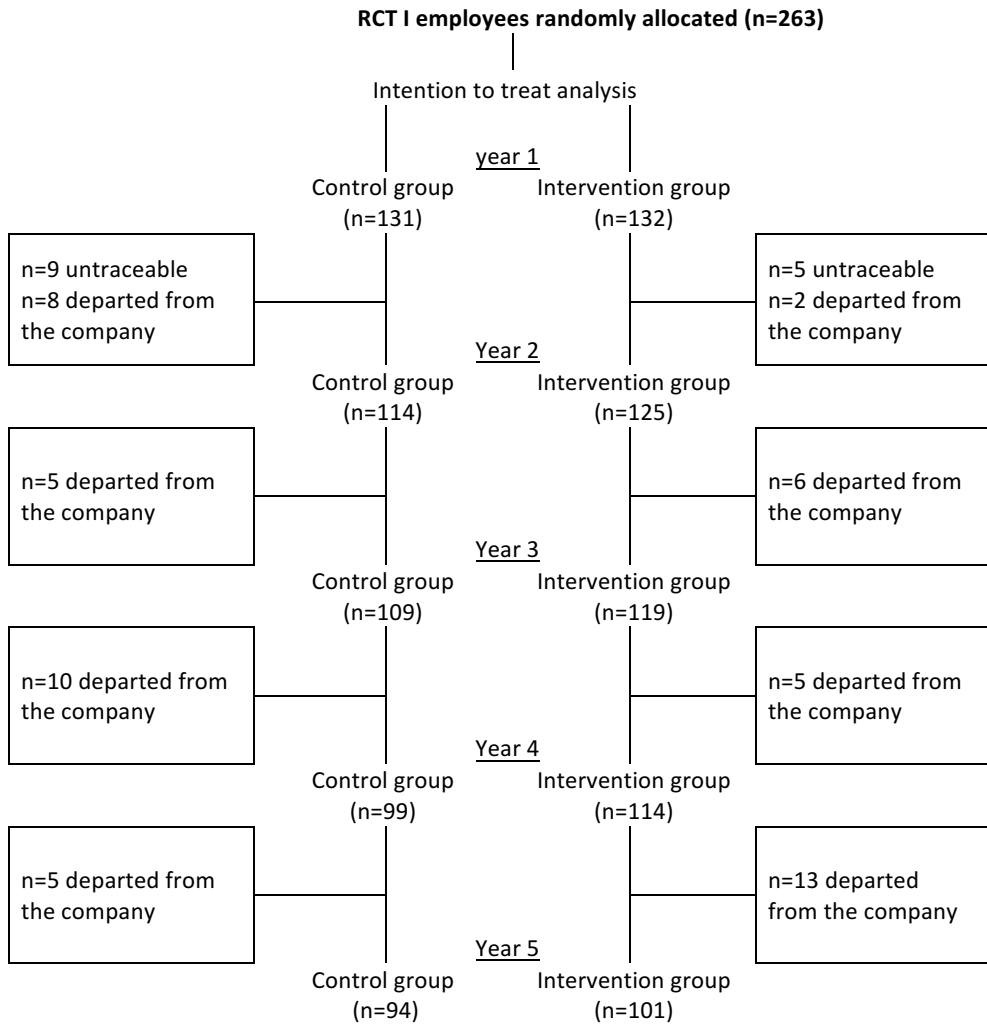 RCT I employees randomly allocated (n=263)
Intention to treat analysis
year 1
Control group
(n=131)
Intervention group
(n=132)
n=9 untraceable
n=8 departed from
the company
n=5 untraceable
n=2 departed from
the company
Year 2
Control group
(n=114)
Intervention group
(n=125)
n=5 departed from
the company
n=6 departed from
the company
Year 3
Control group
(n=109)
Intervention group
(n=119)
n=10 departed from
the company
n=5 departed from
the company
Year 4
Control group
(n=99)
Intervention group
(n=114)
n=5 departed from
the company
n=13 departed
from the company
Year 5
Control group
(n=94)
Intervention group
(n=101)